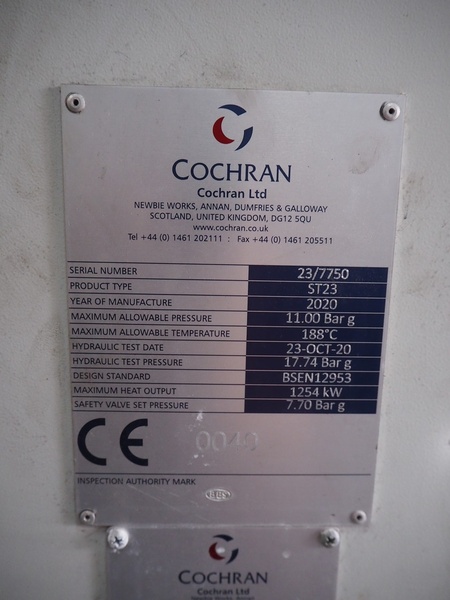 COCHRAN
Cochran Ltd
NEWBIE WORKS, ANNAN, DUMFRIES & GALLOWAY
SCOTLAND, UNITED KINGDOM, DG12 5QU
www.cochran.co.uk
Tel +44 (0) 1461 202111 : Fax +44 (0) 1461 205511
SERIAL NUMBER 23/7750
PRODUCT TYPE ST23
YEAR OF MANUFACTURE 2020
MAXIMUM ALLOWABLE PRESSURE 11.00 Bar g
MAXIMUM ALLOWABLE TEMPERATURE 188°C
HYDRAULIC TEST DATE 23-OCT-20
HYDRAULIC TEST PRESSURE 17.74 Bar g
DESIGN STANDARD BSEN12953
MAXIMUM HEAT OUTPUT 1254 kW
SAFETY VALVE SET PRESSURE 7.70 Bar g
CE 0040
INSPECTION AUTHORITY MARK
COCHRAN
Cochran Ltd